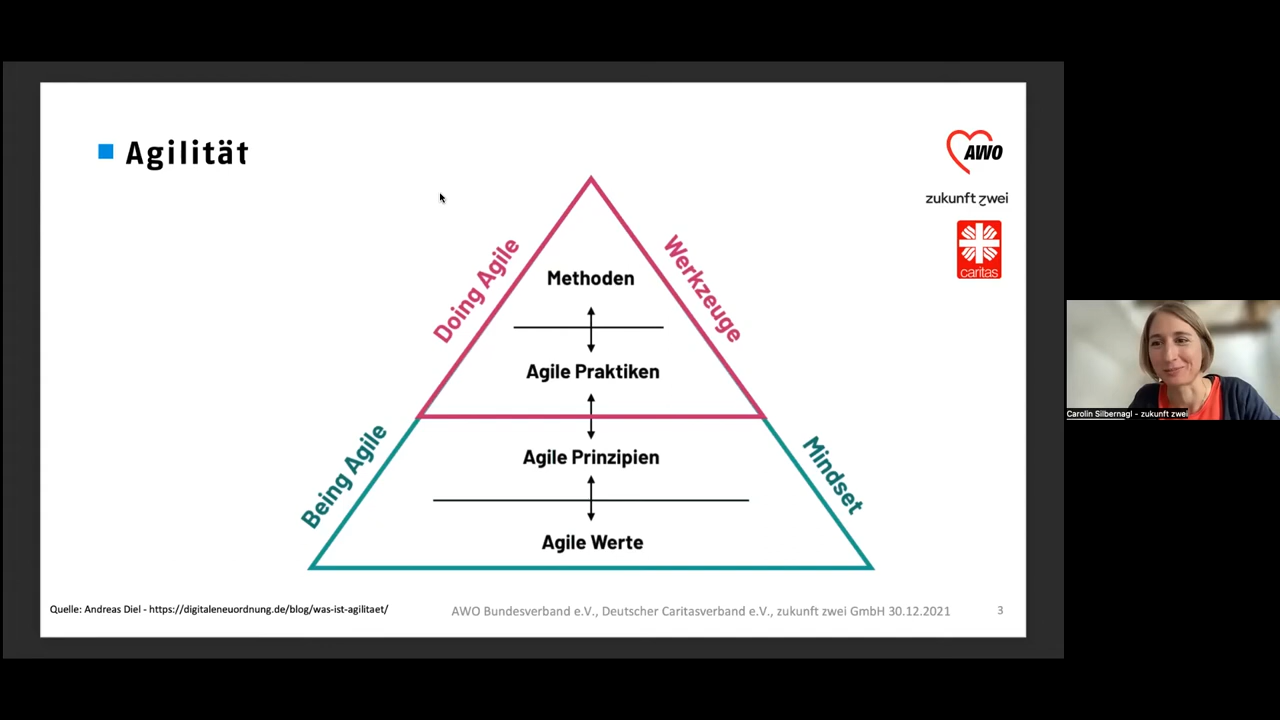 Agilität
AWO
zukunft zwei
caritas
Doing Agile
Werkzeuge
Methoden
Agile Praktiken
Being Agile
Mindset
Agile Prinzipien
Agile Werte
Quelle: Andreas Diel - https://digitaleneuordnung.de/blog/was-ist-agilitaet/
AWO Bundesverband e.V., Deutscher Caritasverband e.V., zukunft zwei GmbH 30.12.2021
3
Carolin Silbernagl - zukunft zwei